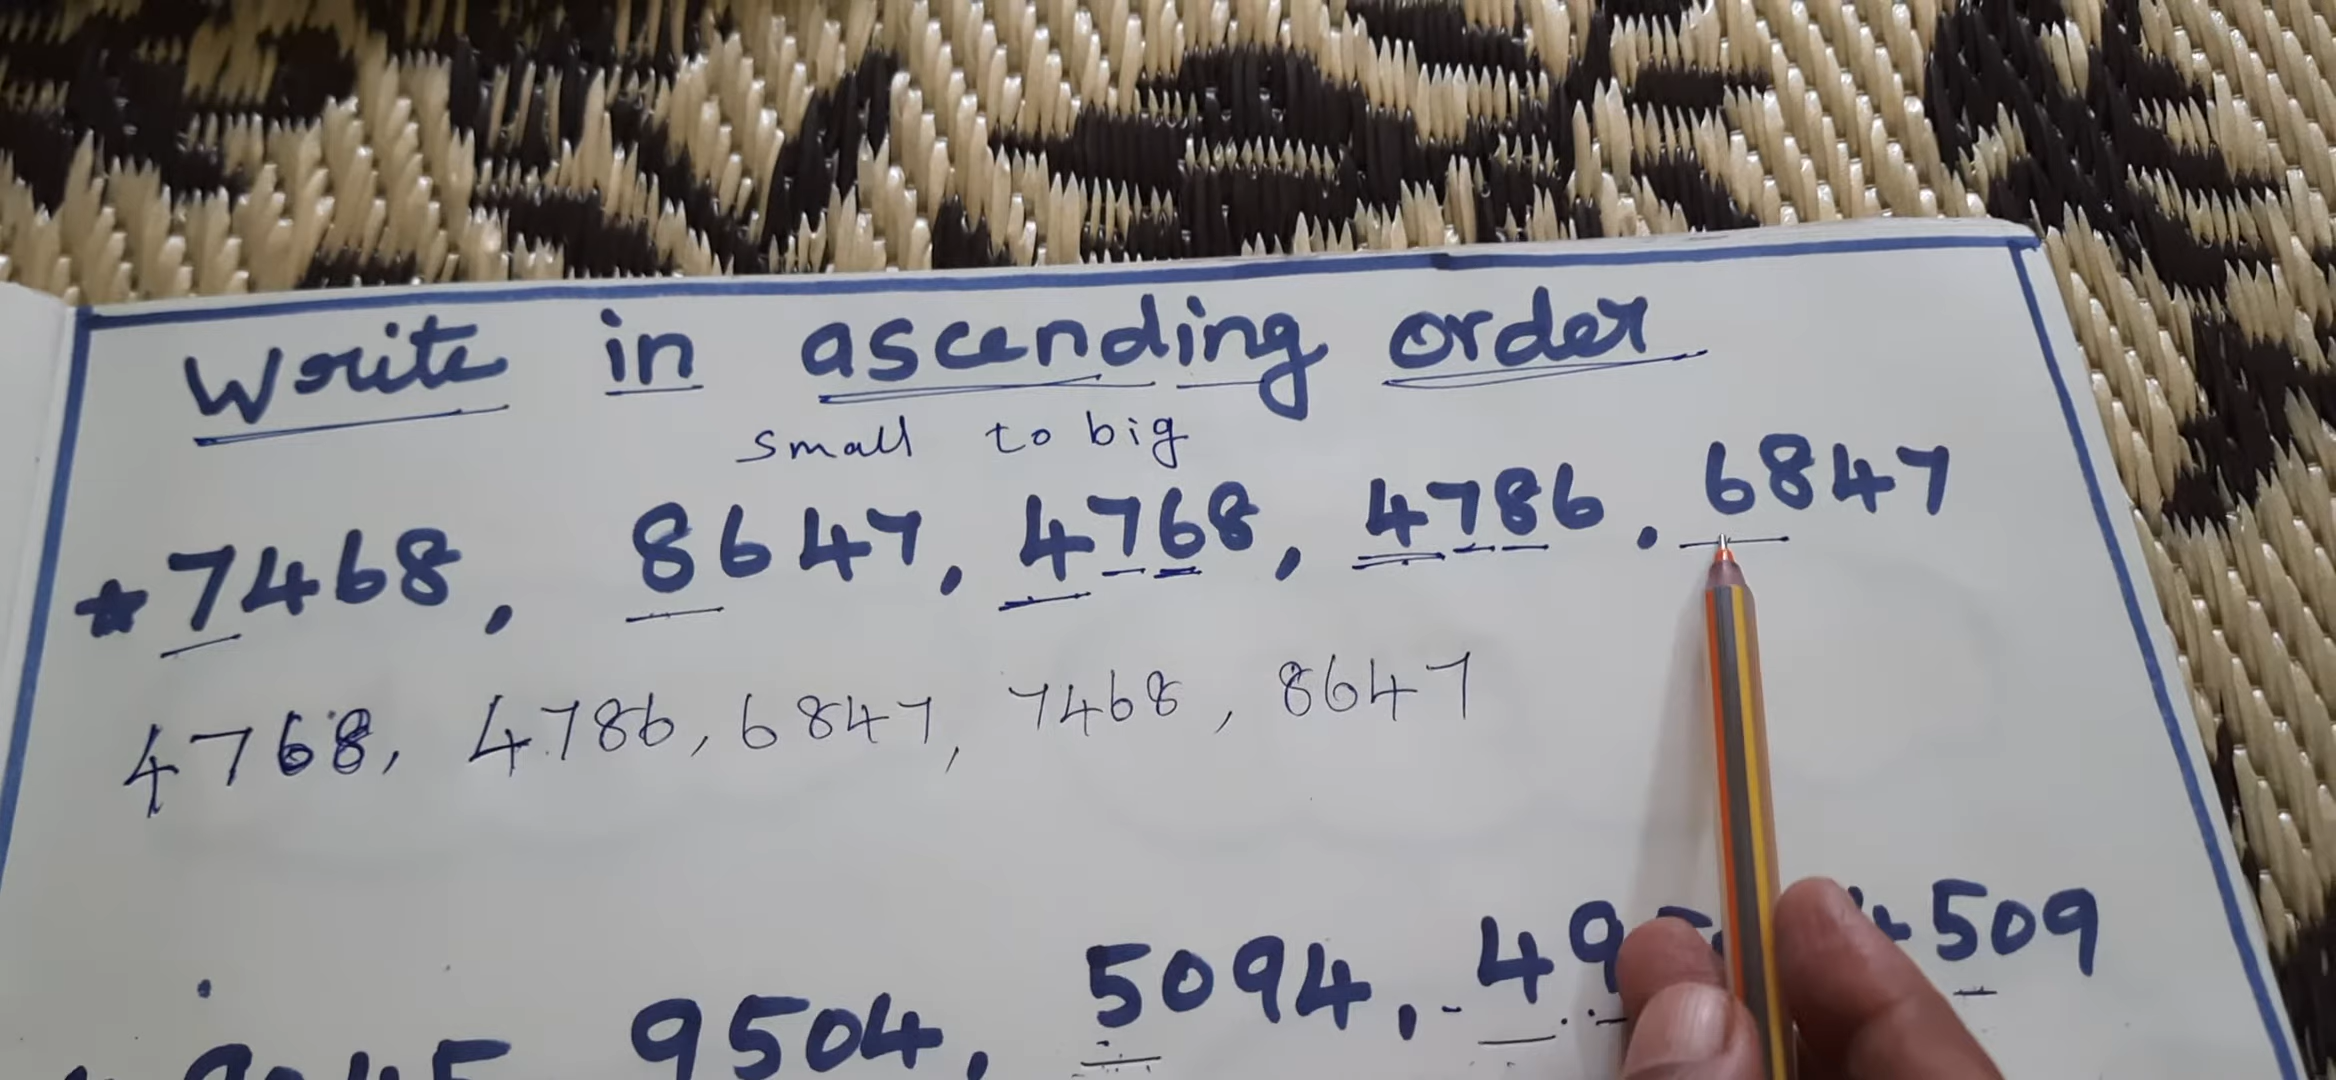 Write in ascending order
small to big
* 7468, 8647, 4768, 4786, 6847
4768, 4786, 6847, 7468, 8647
9504, 5094, 509